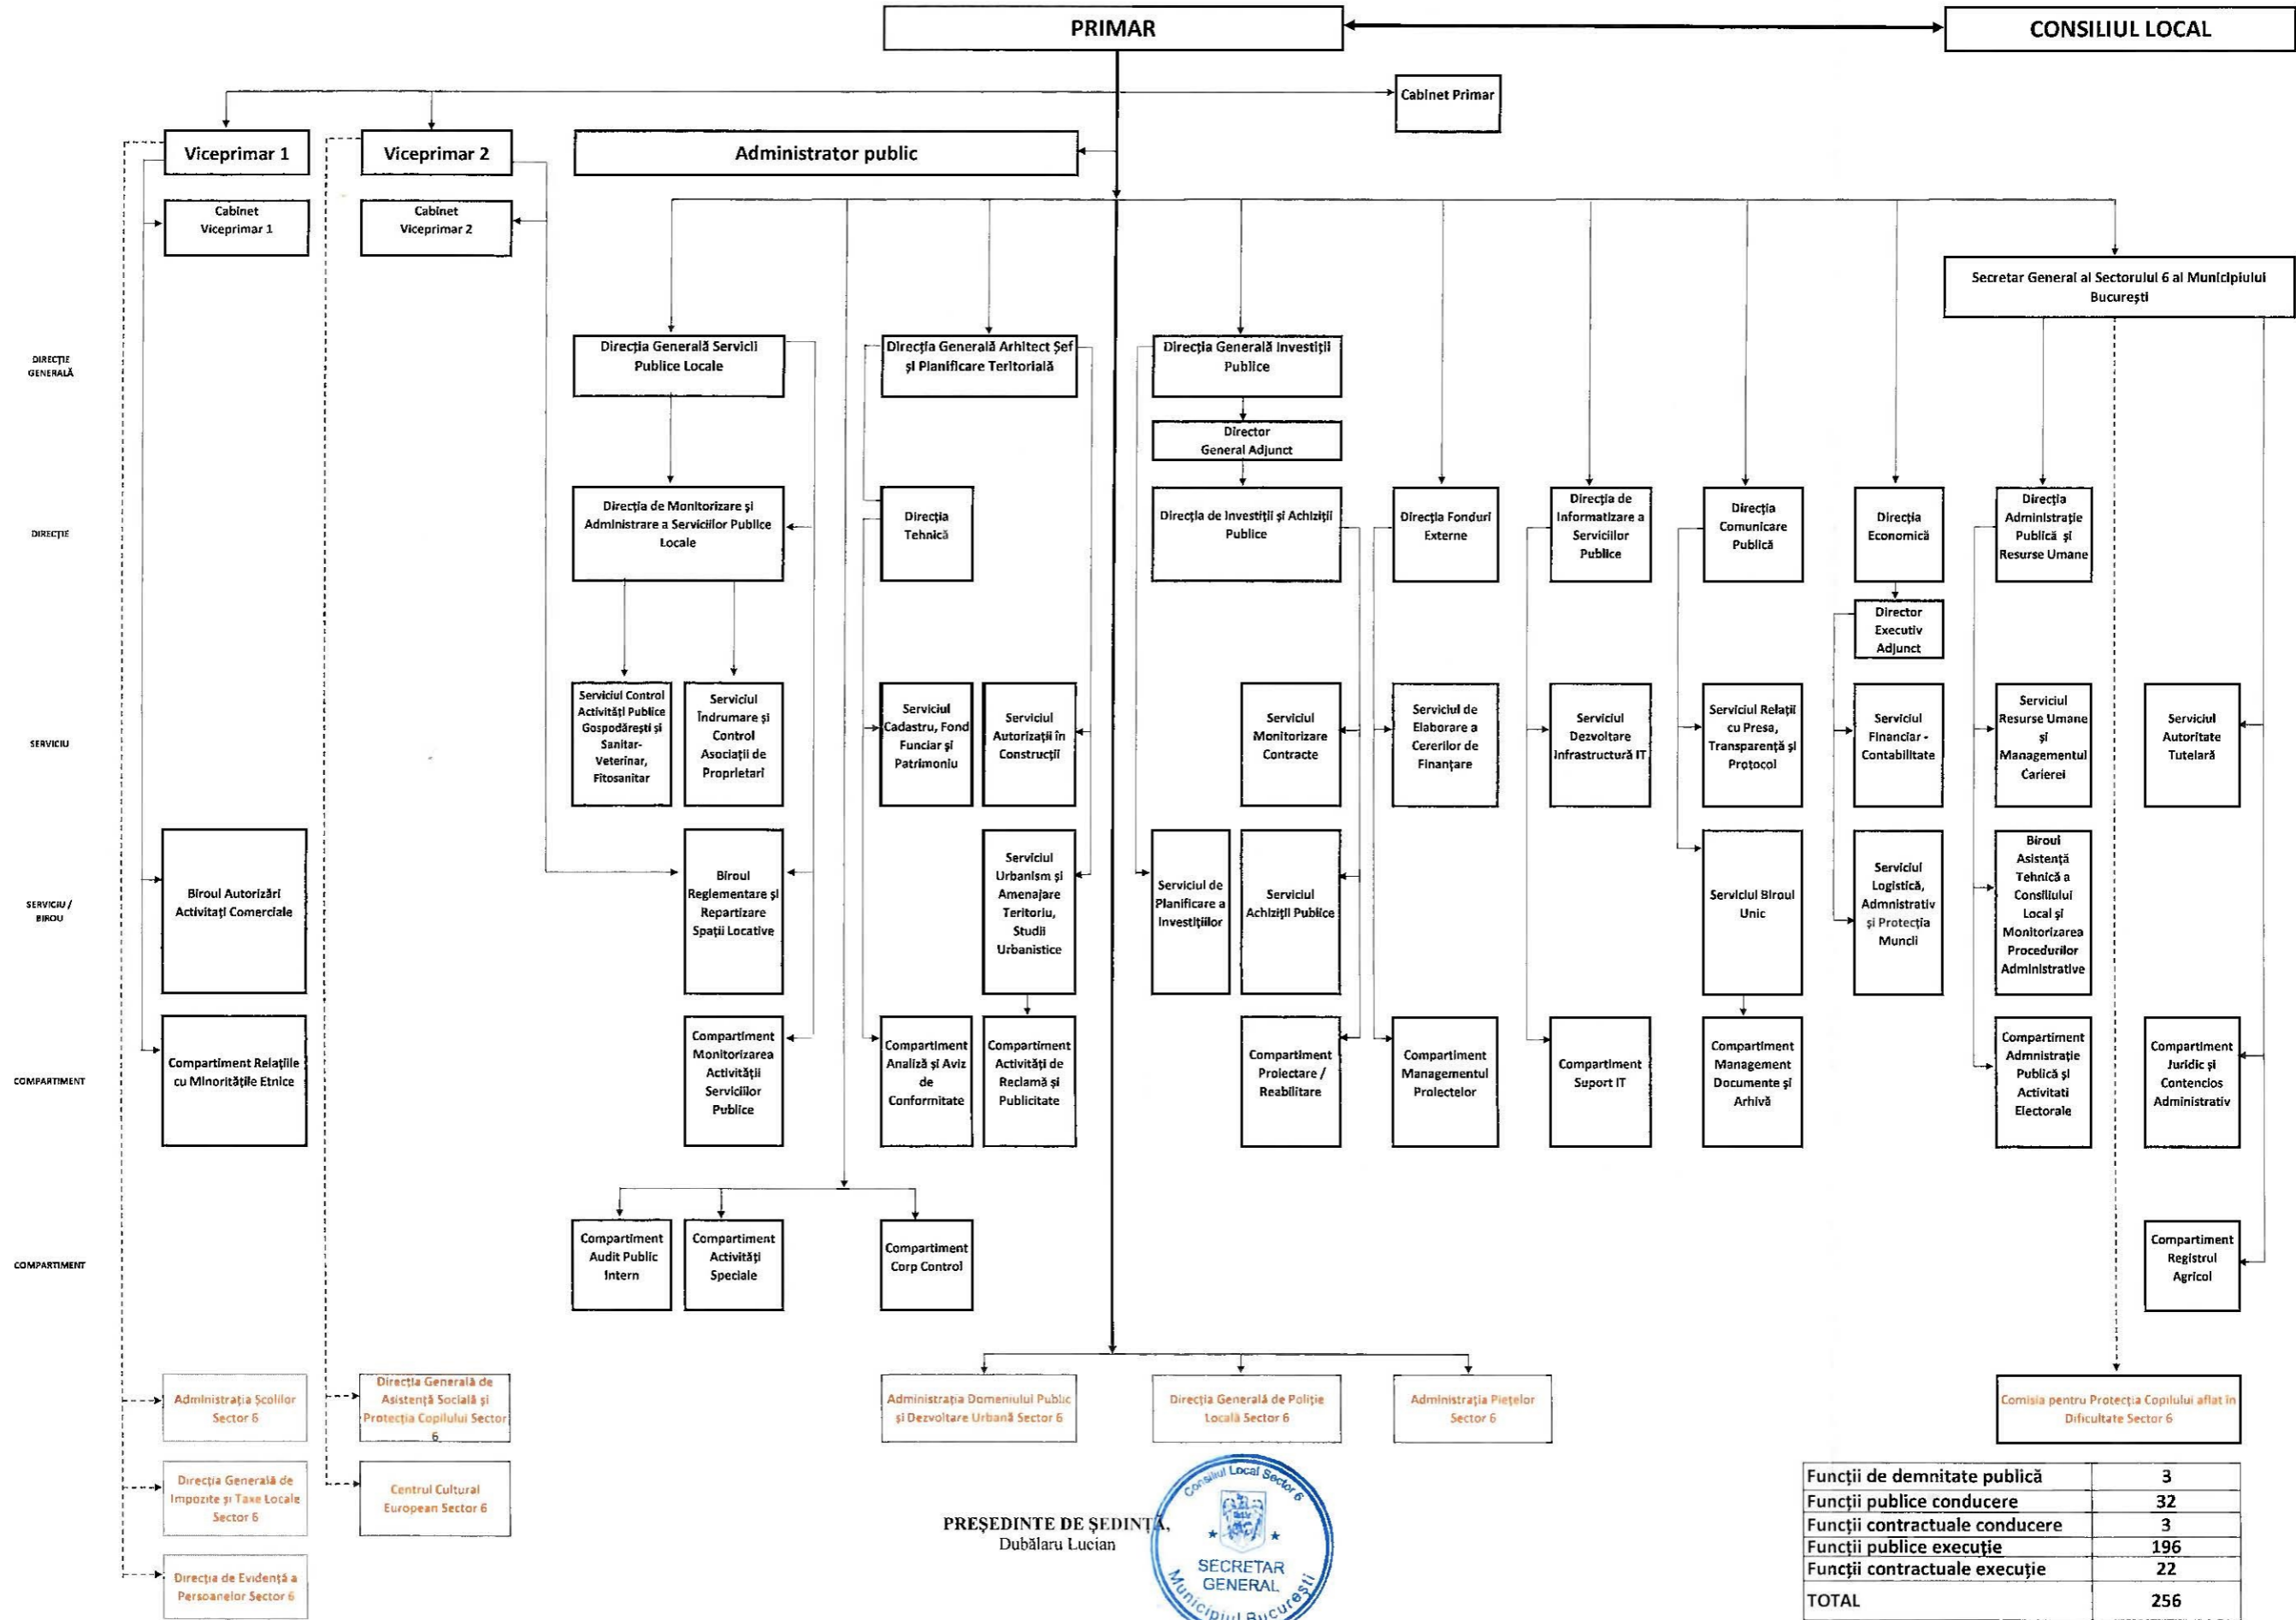 PRIMAR
CONSILIUL LOCAL
Cabinet Primar
Viceprimar 1
Viceprimar 2
Administrator public
Cabinet
Viceprimar 1
Cabinet
Viceprimar 2
Secretar General al Sectorului 6 al Municipiului
București
DIRECȚIE
GENERALĂ
Direcția Generală Servicii
Publice Locale
Direcția Generală Arhitect Șef
și Planificare Teritorială
Direcția Generală Investiții
Publice
Director
General Adjunct
DIRECȚIE
Direcția de Monitorizare și
Administrare a Serviciilor Publice
Locale
Direcția
Tehnică
Direcția de Investiții și Achiziții
Publice
Direcția Fonduri
Externe
Direcția de
Informatizare a
Serviciilor
Publice
Direcția
Comunicare
Publică
Direcția
Economică
Direcția
Administrație
Publică și
Resurse Umane
Director
Executiv
Adjunct
SERVICIU
Serviciul Control
Activități Publice
Gospodărești și
Sanitar-
Veterinar,
Fitosanitar
Serviciul
Îndrumare și
Control
Asociații de
Proprietari
Serviciul
Cadastru, Fond
Funciar și
Patrimoniu
Serviciul
Autorizații în
Construcții
Serviciul
Monitorizare
Contracte
Serviciul de
Elaborare a
Cererilor de
Finanțare
Serviciul
Dezvoltare
Infrastructură IT
Serviciul Relații
cu Presa,
Transparență și
Protocol
Serviciul
Financiar -
Contabilitate
Serviciul
Resurse Umane
și
Managementul
Carierei
Serviciul
Autoritate
Tutelară
SERVICIU /
BIROU
Biroul Autorizări
Activitați Comerciale
Biroul
Reglementare și
Repartizare
Spații Locative
Serviciul
Urbanism și
Amenajare
Teritoriu,
Studii
Urbanistice
Serviciul de
Planificare a
Investițiilor
Serviciul
Achiziții Publice
Serviciul Biroul
Unic
Serviciul
Logistică,
Admnistrativ
și Protecția
Muncii
Biroul
Asistență
Tehnică a
Consiliului
Local și
Monitorizarea
Procedurilor
Administrative
COMPARTIMENT
Compartiment Relațiile
cu Minoritățile Etnice
Compartiment
Monitorizarea
Activității
Serviciilor
Publice
Compartiment
Analiză și Aviz
de
Conformitate
Compartiment
Activități de
Reclamă și
Publicitate
Compartiment
Proiectare /
Reabilitare
Compartiment
Managementul
Proiectelor
Compartiment
Suport IT
Compartiment
Management
Documente și
Arhivă
Compartiment
Admnistrație
Publică și
Activitati
Electorale
Compartiment
Juridic și
Contencios
Administrativ
COMPARTIMENT
Compartiment
Audit Public
Intern
Compartiment
Activități
Speciale
Compartiment
Corp Control
Compartiment
Registrul
Agricol
Administrația Școlilor
Sector 6
Direcția Generală de
Asistență Socială și
Protecția Copilului Sector
6
Administrația Domeniului Public
și Dezvoltare Urbană Sector 6
Direcția Generală de Poliție
Locală Sector 6
Administrația Piețelor
Sector 6
Comisia pentru Protecția Copilului aflat în
Dificultate Sector 6
Direcția Generală de
Impozite și Taxe Locale
Sector 6
Centrul Cultural
European Sector 6
Direcția de Evidență a
Persoanelor Sector 6
PREȘEDINTE DE ȘEDINȚĂ,
Dubălaru Lucian
Consiliul Local Sector 6
SECRETAR
GENERAL
Municipiul București
Funcții de demnitate publică 3
Funcții publice conducere 32
Funcții contractuale conducere 3
Funcții publice execuție 196
Funcții contractuale execuție 22
TOTAL 256